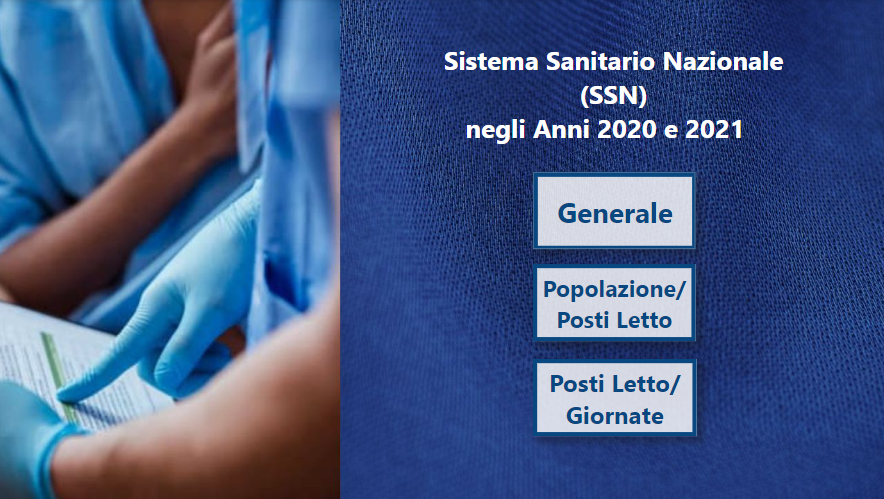 Sistema Sanitario Nazionale
(SSN)
negli Anni 2020 e 2021
Generale
Popolazione/
Posti Letto
Posti Letto/
Giornate